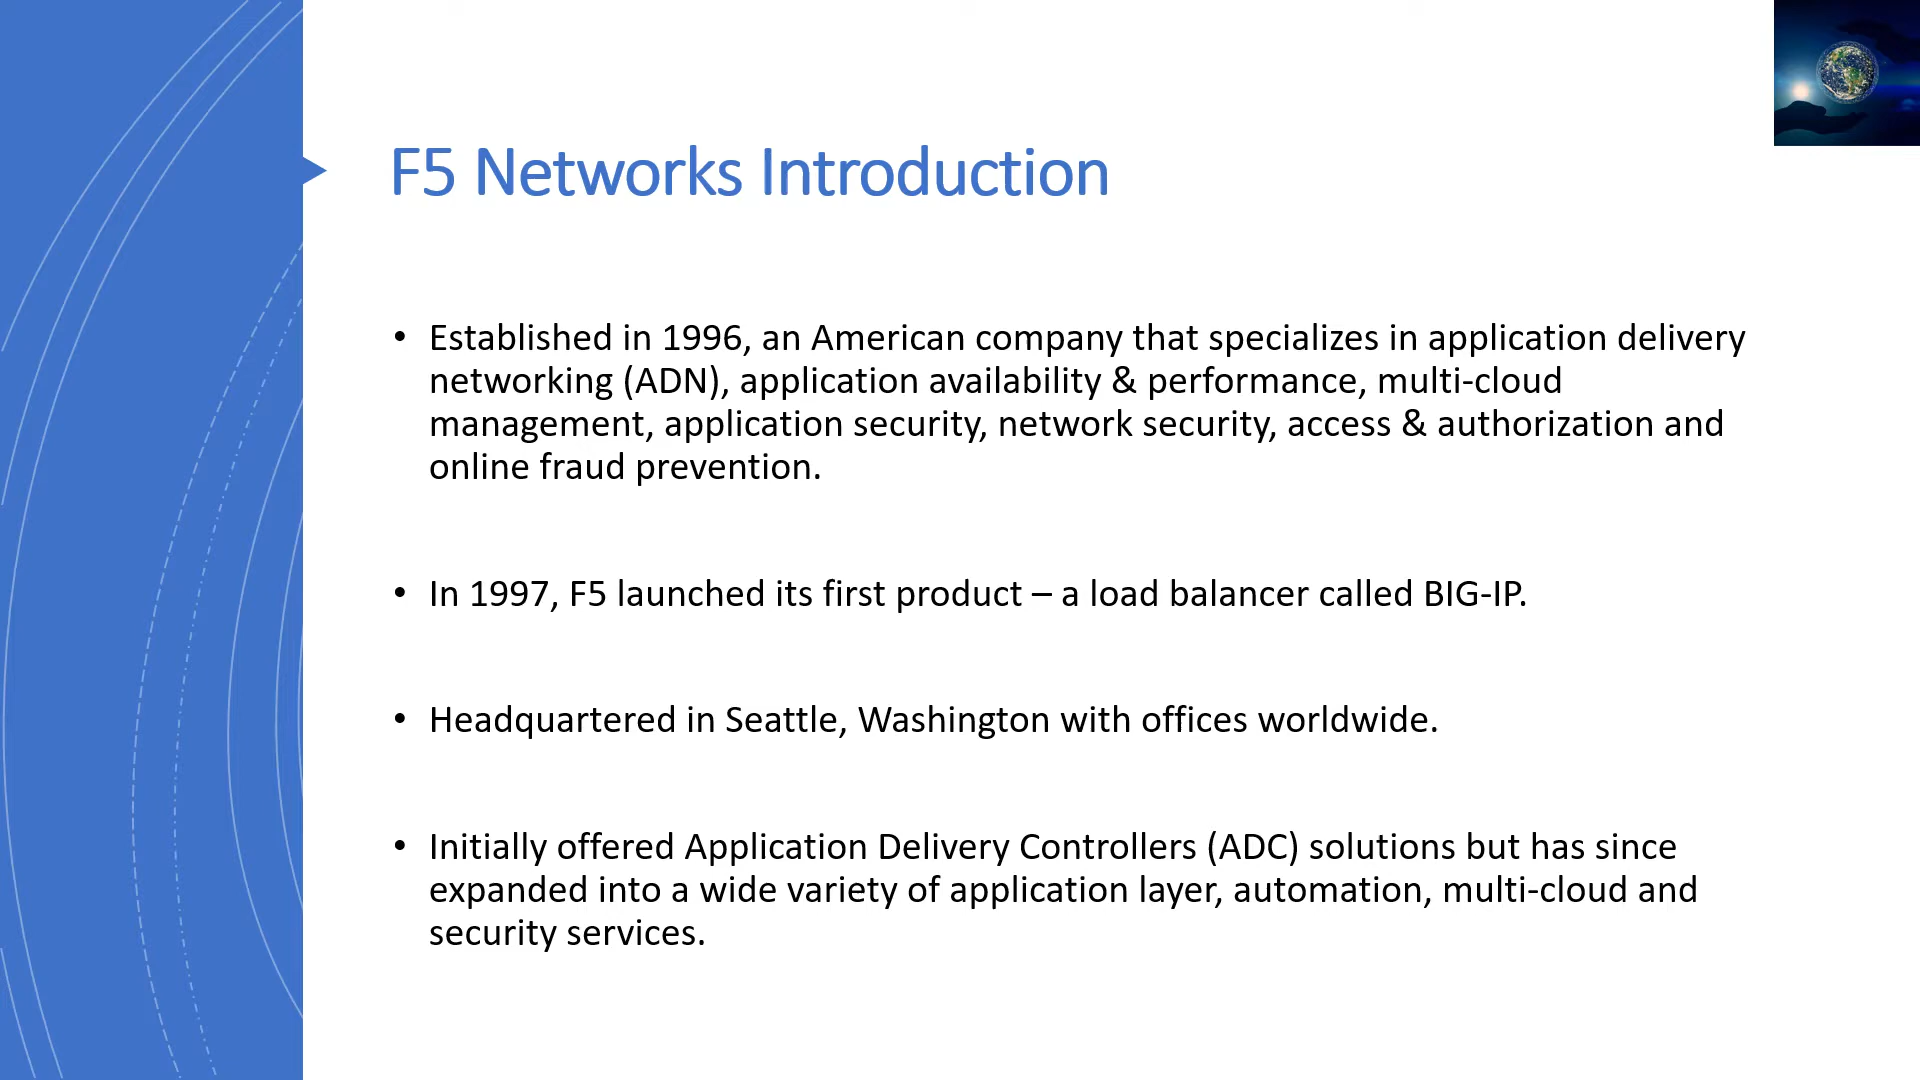 F5 Networks Introduction
• Established in 1996, an American company that specializes in application delivery
networking (ADN), application availability & performance, multi-cloud
management, application security, network security, access & authorization and
online fraud prevention.
• In 1997, F5 launched its first product – a load balancer called BIG-IP.
• Headquartered in Seattle, Washington with offices worldwide.
• Initially offered Application Delivery Controllers (ADC) solutions but has since
expanded into a wide variety of application layer, automation, multi-cloud and
security services.